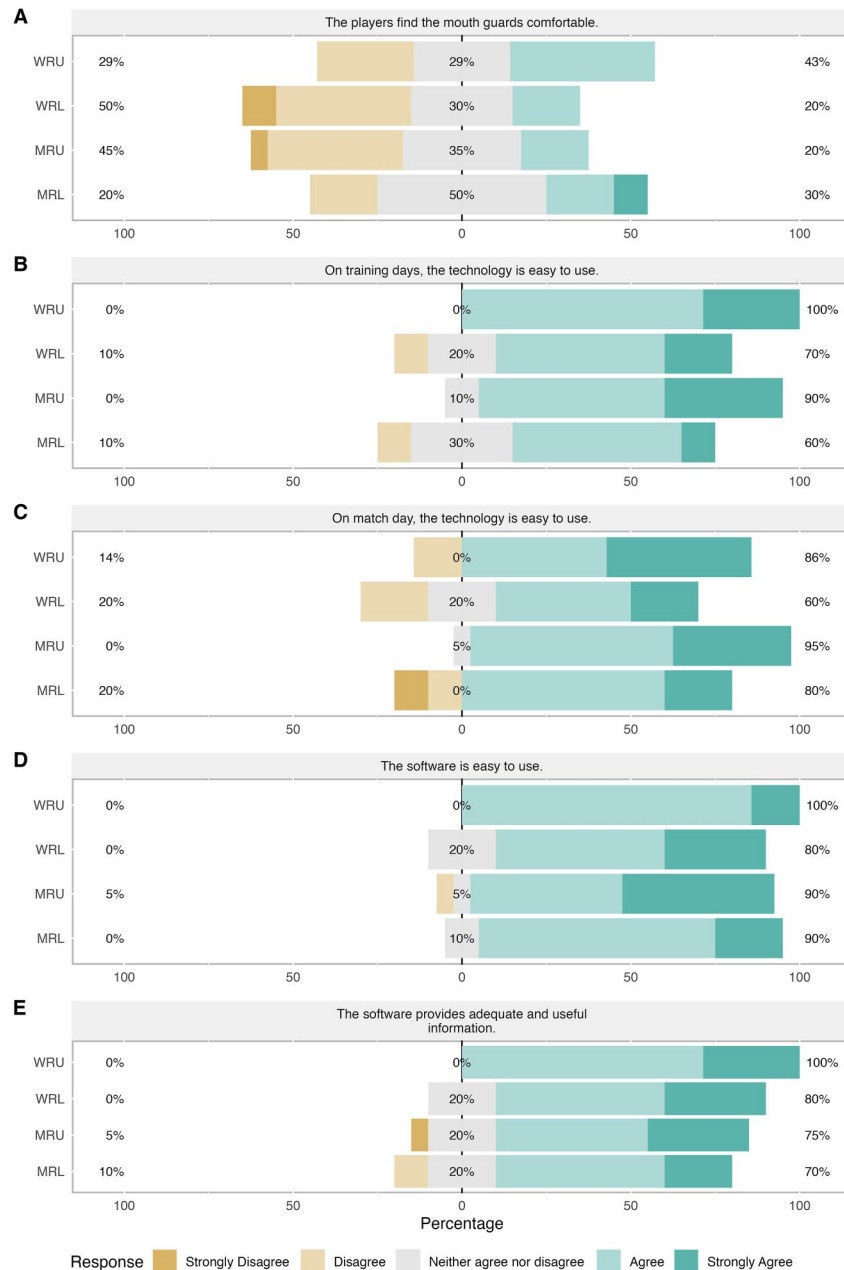 A
The players find the mouth guards comfortable.
WRU 29% 29% 43%
WRL 50% 30% 20%
MRU 45% 35% 20%
MRL 20% 50% 30%
100 50 0 50 100
B
On training days, the technology is easy to use.
WRU 0% 0% 100%
WRL 10% 20% 70%
MRU 0% 10% 90%
MRL 10% 30% 60%
100 50 0 50 100
C
On match day, the technology is easy to use.
WRU 14% 0% 86%
WRL 20% 20% 60%
MRU 0% 5% 95%
MRL 20% 0% 80%
100 50 0 50 100
D
The software is easy to use.
WRU 0% 0% 100%
WRL 0% 20% 80%
MRU 5% 5% 90%
MRL 0% 10% 90%
100 50 0 50 100
E
The software provides adequate and useful
information.
WRU 0% 0% 100%
WRL 0% 20% 80%
MRU 5% 20% 75%
MRL 10% 20% 70%
100 50 0 50 100
Percentage
Response Strongly Disagree Disagree Neither agree nor disagree Agree Strongly Agree